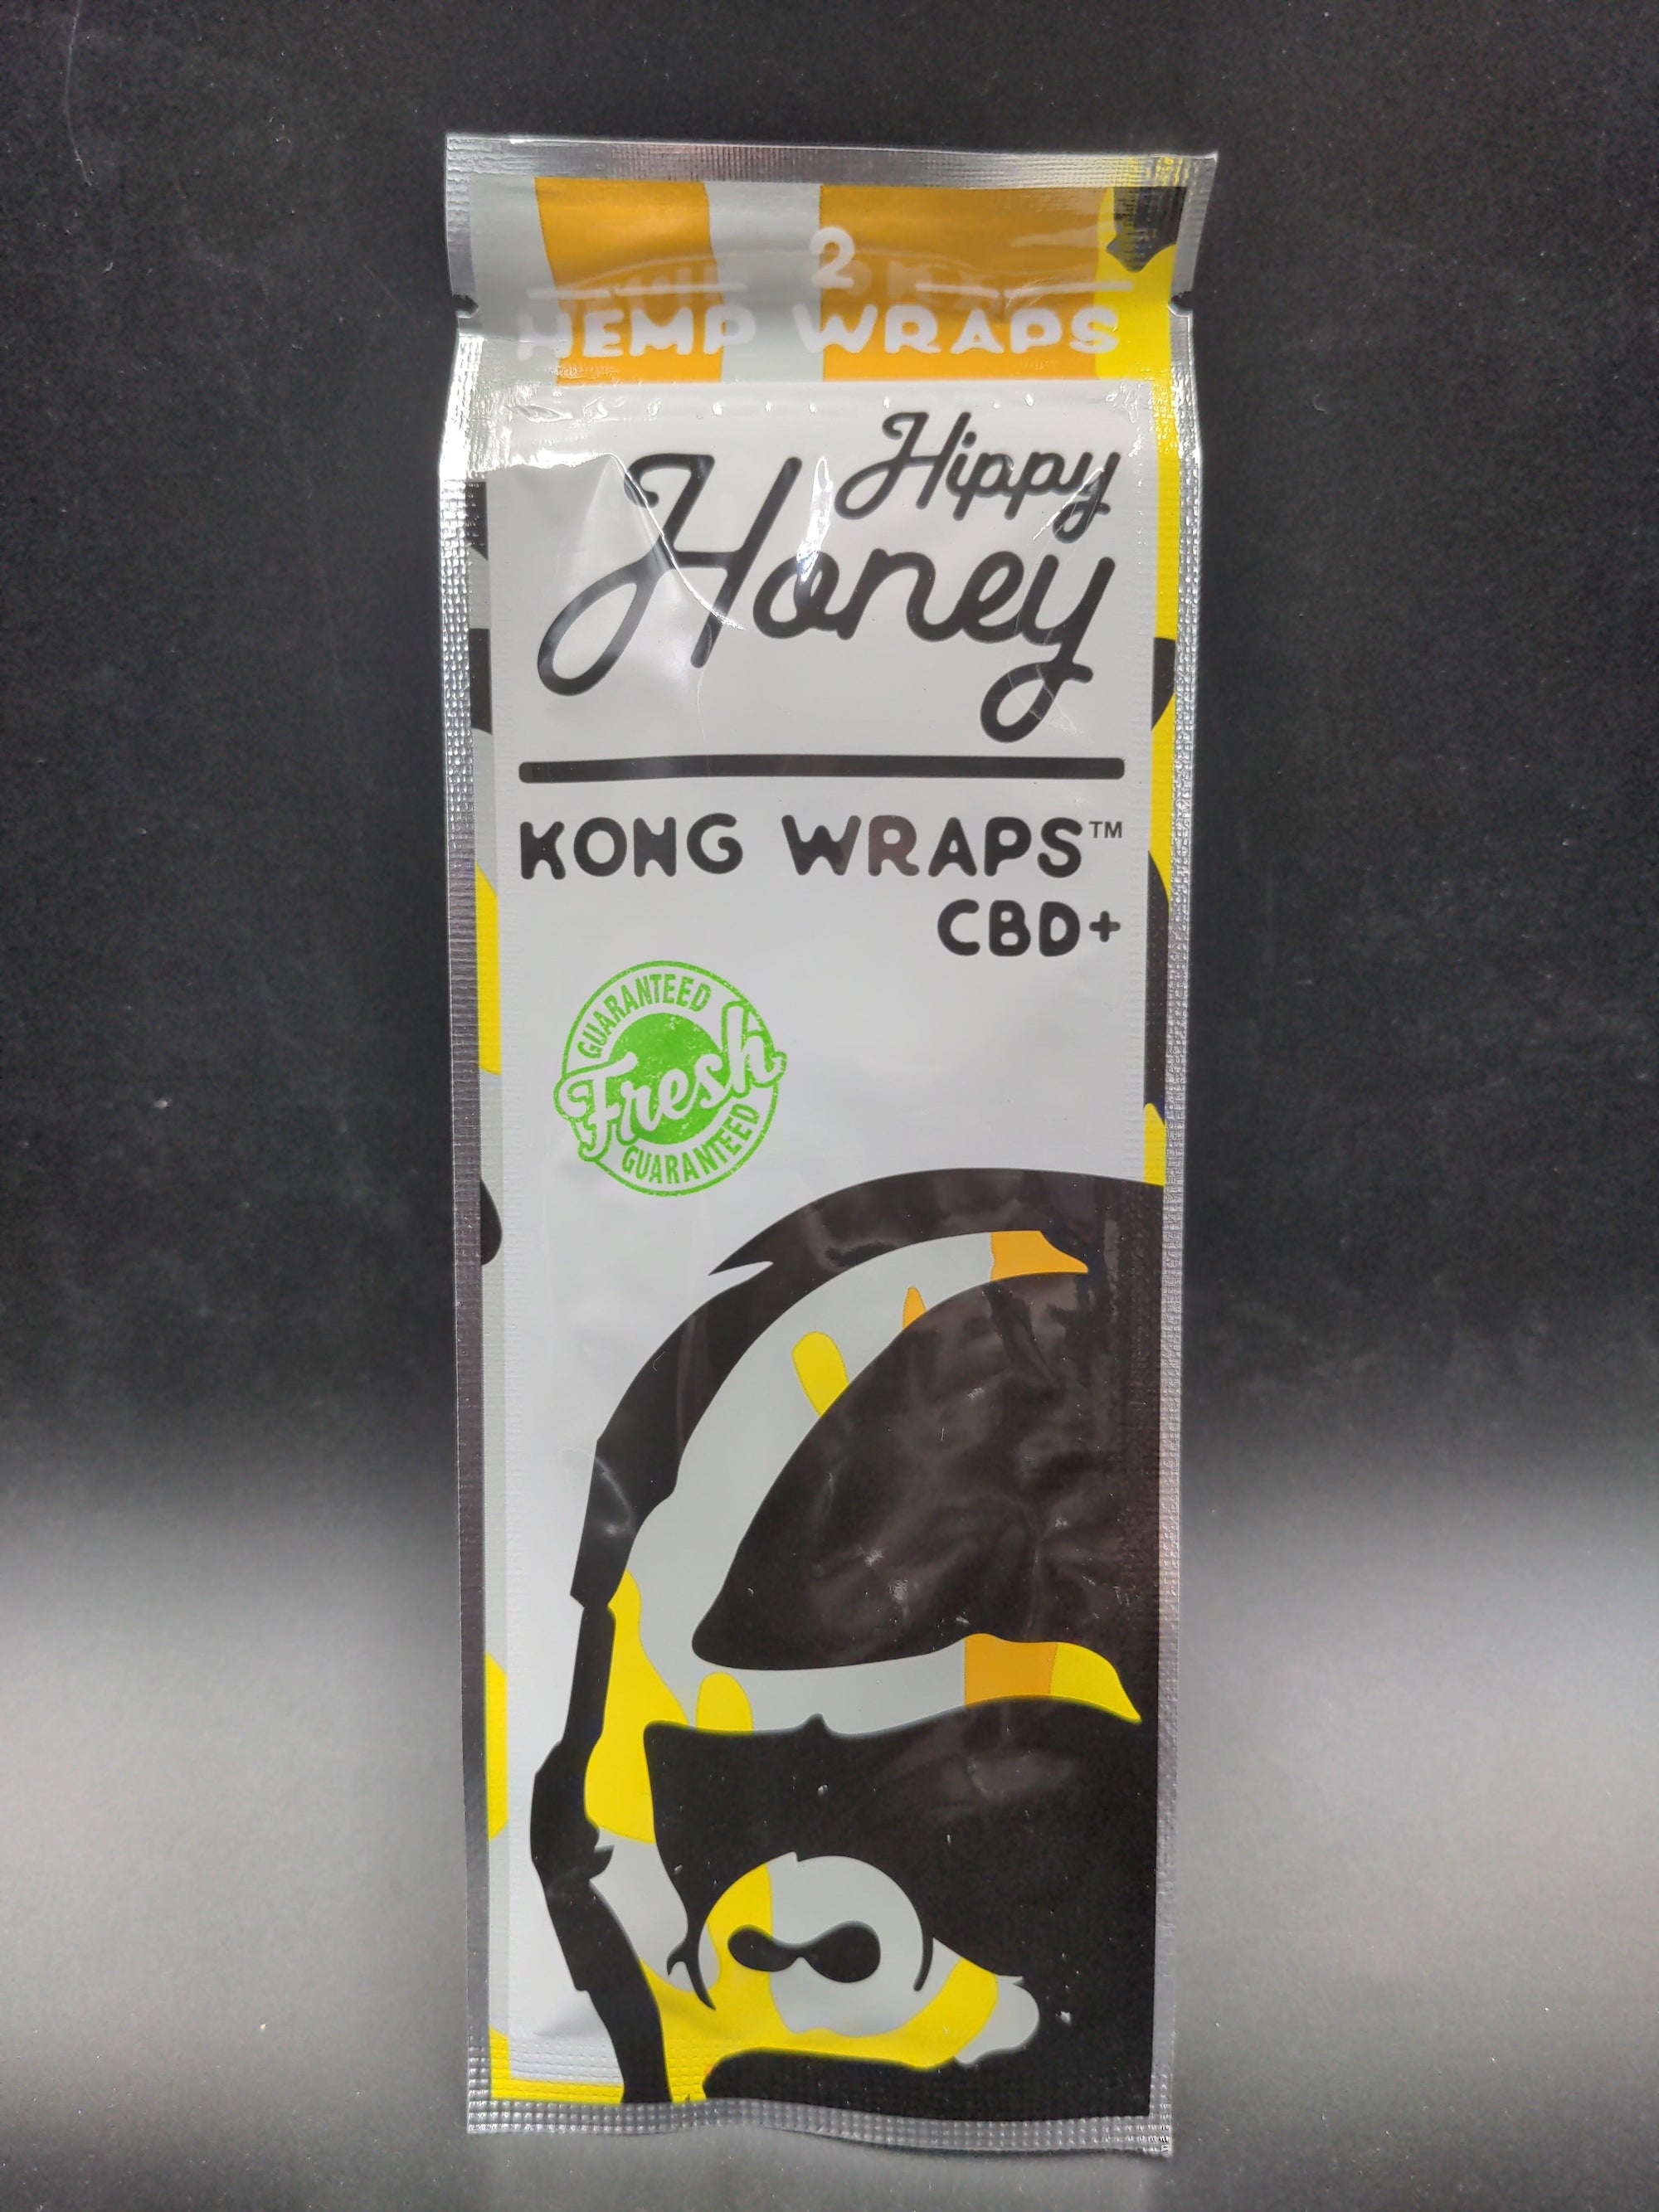 2
HEMP WRAPS
Hippy
Honey
KONG WRAPS™
CBD+
GUARANTEED
Fresh
GUARANTEED